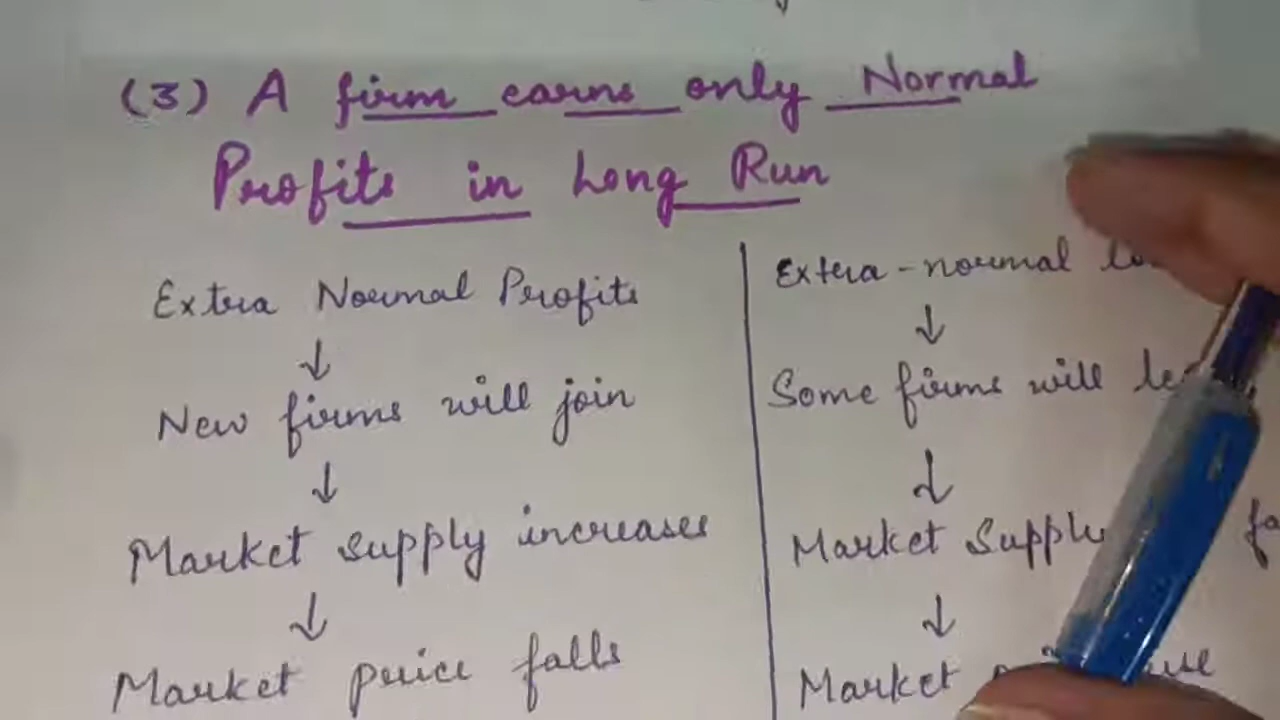 (3) A firm earns only Normal
Profits in Long Run
Extra Normal Profits
↓
New firms will join
↓
Market supply increases
↓
Market price falls
Extra-normal
↓
Some firms will
↓
Market Supply
↓
Market